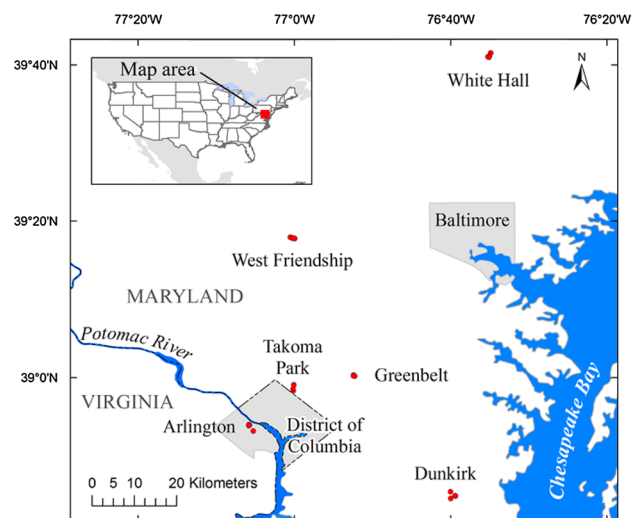 77°20'W 77°0'W 76°40'W 76°20'W
39°40'N
Map area
White Hall
N
39°20'N
Baltimore
West Friendship
MARYLAND
Potomac River
Takoma
Park
39°0'N
Greenbelt
VIRGINIA
Arlington
District of
Columbia
Chesapeake Bay
Dunkirk
0 5 10 20 Kilometers